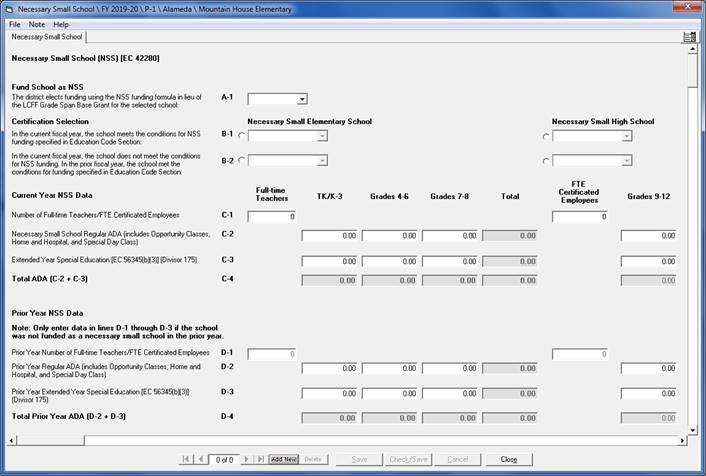 Necessary Small School \ FY 2019-20 \ P-1 \ Alameda \ Mountain House Elementary
File Note Help
Necessary Small School
Necessary Small School (NSS) [EC 42280]
Fund School as NSS
The district elects funding using the NSS funding formula in lieu of
the LCFF Grade Span Base Grant for the selected school:
A-1
Certification Selection
Necessary Small Elementary School
Necessary Small High School
In the current fiscal year, the school meets the conditions for NSS
funding specified in Education Code Section:
B-1
In the current fiscal year, the school does not meet the conditions
for NSS funding. In the prior fiscal year, the school met the
conditions for funding specified in Education Code Section:
B-2
Current Year NSS Data
Full-time
Teachers
TK/K-3
Grades 4-6
Grades 7-8
Total
FTE
Certificated
Employees
Grades 9-12
Number of Full-time Teachers/FTE Certificated Employees C-1 0 0
Necessary Small School Regular ADA (includes Opportunity Classes,
Home and Hospital, and Special Day Class)
C-2 0.00 0.00 0.00 0.00 0.00
Extended Year Special Education [EC 56345(b)(3)] (Divisor 175) C-3 0.00 0.00 0.00 0.00 0.00
Total ADA (C-2 + C-3) C-4 0.00 0.00 0.00 0.00 0.00
Prior Year NSS Data
Note: Only enter data in lines D-1 through D-3 if the school
was not funded as a necessary small school in the prior year.
Prior Year Number of Full-time Teachers/FTE Certificated Employees D-1 0 0
Prior Year Regular ADA (includes Opportunity Classes, Home and
Hospital, and Special Day Class)
D-2 0.00 0.00 0.00 0.00 0.00
Prior Year Extended Year Special Education [EC 56345(b)(3)]
(Divisor 175)
D-3 0.00 0.00 0.00 0.00 0.00
Total Prior Year ADA (D-2 + D-3) D-4 0.00 0.00 0.00 0.00 0.00
0 of 0 Add New Delete Save Check/Save Cancel Close